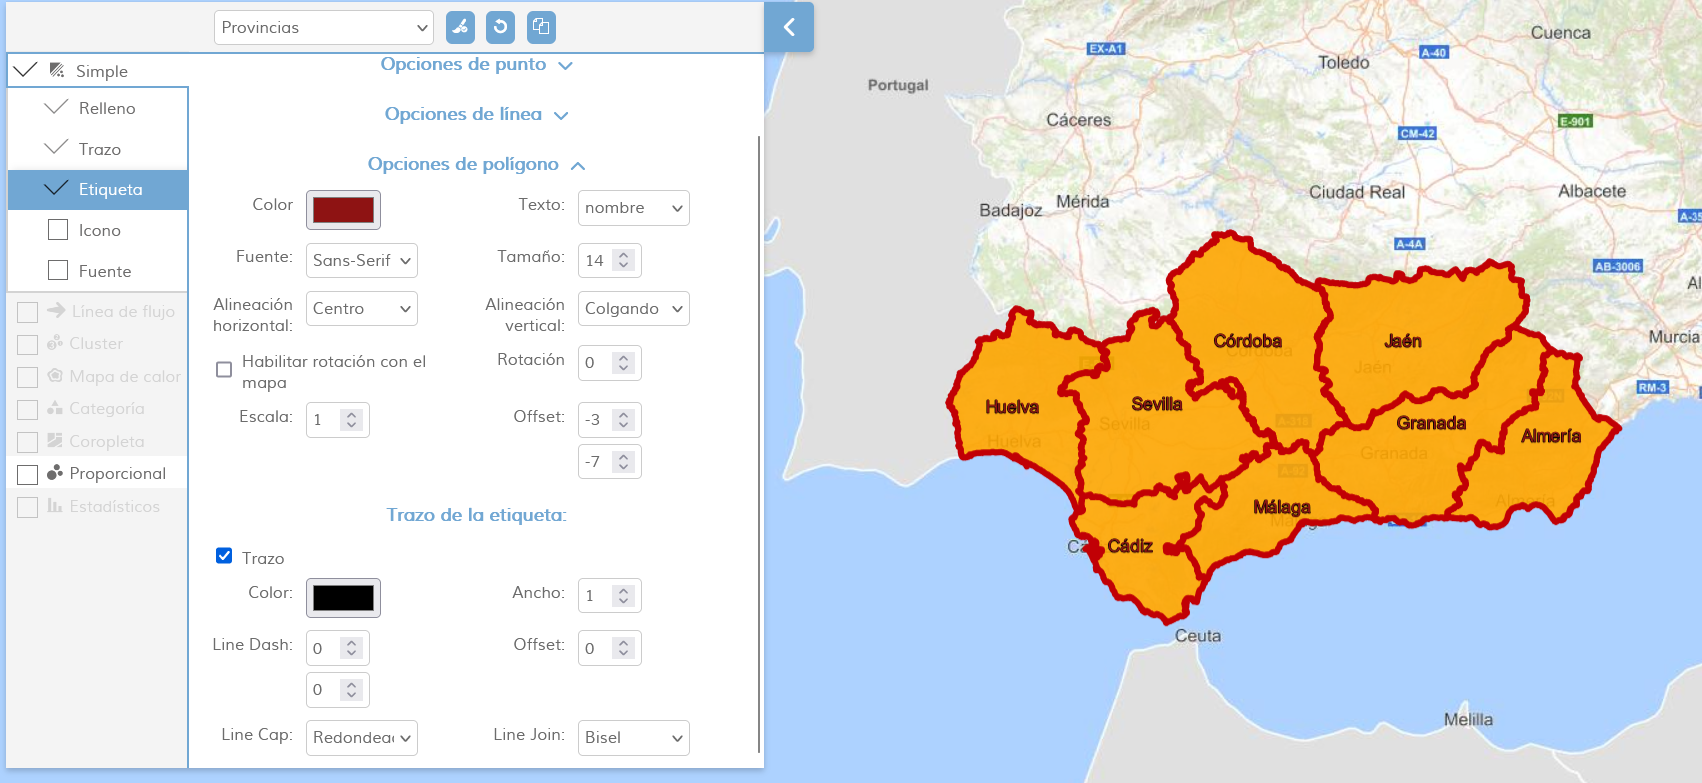 Provincias
Simple
Relleno
Trazo
Etiqueta
Icono
Fuente
Linea de flujo
Cluster
Mapa de calor
Categoría
Coropleta
Proporcional
Estadísticos
Opciones de punto
Opciones de línea
Opciones de polígono
Color
Texto: nombre
Fuente: Sans-Serif
Tamaño: 14
Alineación
horizontal: Centro
Alineación
vertical: Colgando
Habilitar rotación con el
mapa
Rotación 0
Escala: 1
Offset: -3
-7
Trazo de la etiqueta:
Trazo
Color:
Ancho: 1
Line Dash: 0
0
Offset: 0
Line Cap: Redondea
Line Join: Bisel
Cuenca
EX-A1
A-40
Toledo
Portugal
Cáceres
E-901
CM-42
Ciudad Real
Albacete
Mérida
Badajoz
A-35
A-4A
AB-3006
Al
Murcia
RM-3
Córdoba
Córdoba
Jaén
Jaén
Huelva
Huelva
Sevilla
Sevilla
A-318
Granada
Granada
Almería
Almería
A-92
Málaga
Málag
Cádiz
Cá
Ceuta
Melilla